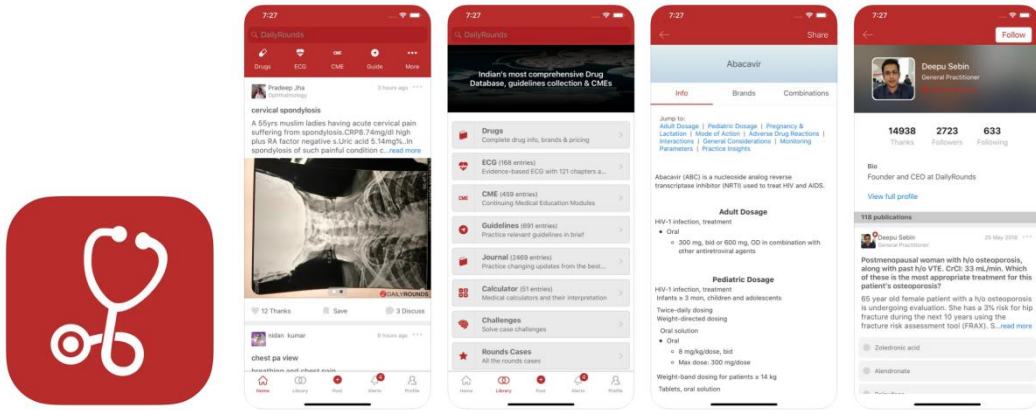 7:27
DailyRounds
Drugs
ECG
CME
CME
Guide
More
Pradeep Jha
3 hours ago
Ophthalmology
cervical spondylosis
A 55yrs muslim ladies having acute cervical pain
suffering from spondylosis.CRP8.74mg/dl high
plus RA factor negative s.Uric acid 5.14mg%..In
spondylosis of such painful condition c...read more
DAILYROUNDS
12 Thanks
Save
3 Discuss
nidan kumar
8 hours ago
chest pa view
breathing and chest pain
Home
Library
Post
Alerts
Profile
7:27
DailyRounds
Indian's most comprehensive Drug
Database, guidelines collection & CMEs
Drugs
Complete drug info, brands & pricing
ECG (168 entries)
Evidence-based ECG with 121 chapters a...
CME
CME (459 entries)
Continuing Medical Education Modules
Guidelines (691 entries)
Practice relevant guidelines in brief
Journal (2469 entries)
Practice changing updates from the best...
Calculator (51 entries)
Medical calculators and their interpretation
Challenges
Solve case challenges
Rounds Cases
All the rounds cases
Home
Library
Post
Alerts
Profile
7:27
Share
Abacavir
Info
Brands
Combinations
Jump to:
Adult Dosage | Pediatric Dosage | Pregnancy &
Lactation | Mode of Action | Adverse Drug Reactions |
Interactions | General Considerations | Monitoring
Parameters | Practice Insights
Abacavir (ABC) is a nucleoside analog reverse
transcriptase inhibitor (NRTI) used to treat HIV and AIDS.
Adult Dosage
HIV-1 infection, treatment
Oral
300 mg, bid or 600 mg, OD in combination with
other antiretroviral agents
Pediatric Dosage
HIV-1 infection, treatment
Infants ≥ 3 mon, children and adolescents
Twice-daily dosing
Weight-directed dosing
Oral solution
Oral
8 mg/kg/dose, bid
Max dose: 300 mg/dose
Weight-band dosing for patients ≥ 14 kg
Tablets, oral solution
7:27
Follow
Deepu Sebin
General Practitioner
14938
2723
633
Thanks
Followers
Following
Bio
Founder and CEO at DailyRounds
View full profile
118 publications
Deepu Sebin
25 May 2018
General Practitioner
Postmenopausal woman with h/o osteoporosis,
along with past h/o VTE. CrCl: 33 mL/min. Which
of these is the most appropriate treatment for this
patient's osteoporosis?
65 year old female patient with a h/o osteoporosis
is undergoing evaluation. She has a 3% risk for hip
fracture during the next 10 years using the
fracture risk assessment tool (FRAX). S...read more
Zoledronic acid
Alendronate